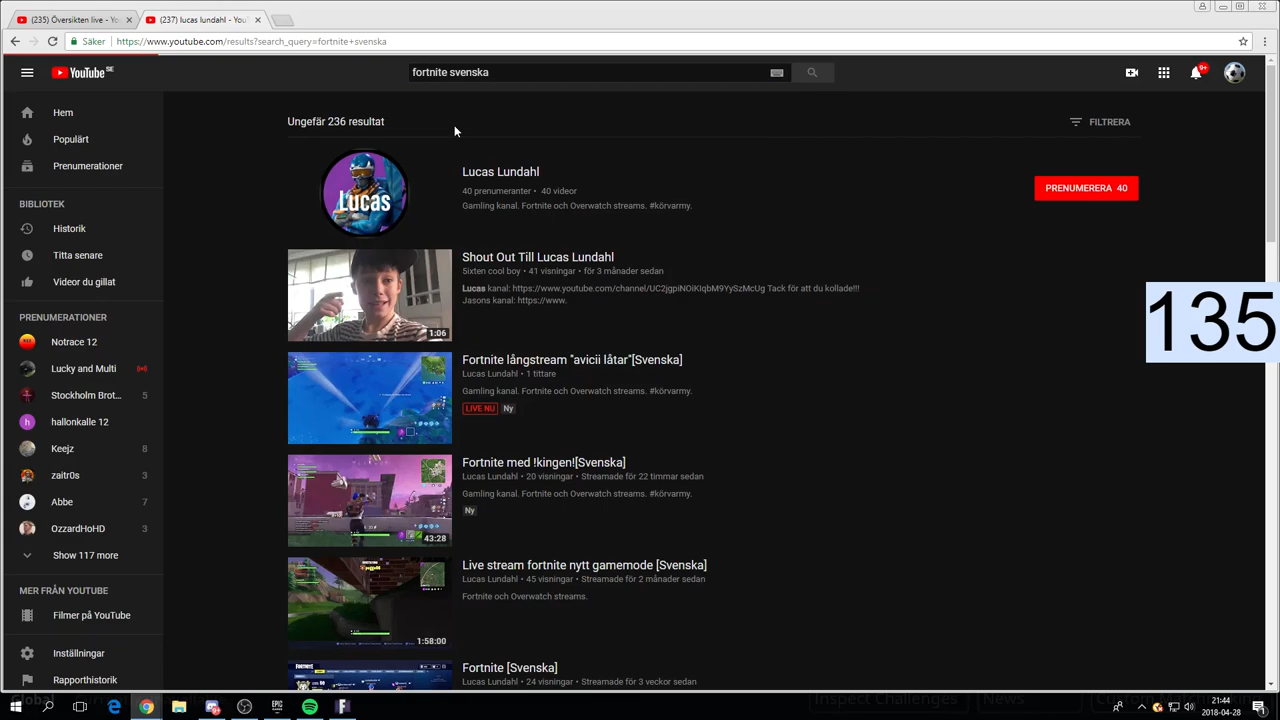 (235) Översikten live - You
(237) lucas lundahl - YouT
Säker
https://www.youtube.com/results?search_query=fortnite+svenska
YouTube SE
fortnite svenska
9+
Hem
Populärt
Prenumerationer
BIBLIOTEK
Historik
Titta senare
Videor du gillat
PRENUMERATIONER
Notrace 12
Lucky and Multi
Stockholm Brot... 5
hallonkalle 12
Keejz 8
zaitr0s 3
Abbe 7
OzzardHoHD 3
Show 117 more
MER FRÅN YOUTUBE
Filmer på YouTube
Inställningar
Rapporthistorik
Ungefär 236 resultat
FILTRERA
Lucas
Lucas Lundahl
40 prenumeranter • 40 videor
Gamling kanal. Fortnite och Overwatch streams. #körvarmy.
PRENUMERERA 40
1:06
Shout Out Till Lucas Lundahl
5ixten cool boy • 41 visningar • för 3 månader sedan
Lucas kanal: https://www.youtube.com/channel/UC2jgpiNOiKIqbM9YySzMcUg Tack för att du kollade!!!
Jasons kanal: https://www.
135
Fortnite långstream "avicii låtar"[Svenska]
Lucas Lundahl • 1 tittare
Gamling kanal. Fortnite och Overwatch streams. #körvarmy.
LIVE NU Ny
43:28
Fortnite med !kingen![Svenska]
Lucas Lundahl • 20 visningar • Streamade för 22 timmar sedan
Gamling kanal. Fortnite och Overwatch streams. #körvarmy.
Ny
1:58:00
Live stream fortnite nytt gamemode [Svenska]
Lucas Lundahl • 45 visningar • Streamade för 2 månader sedan
Fortnite och Overwatch streams.
Fortnite [Svenska]
Lucas Lundahl • 24 visningar • Streamade för 3 veckor sedan
Inspect Challenges
News
21:44
2018-04-28